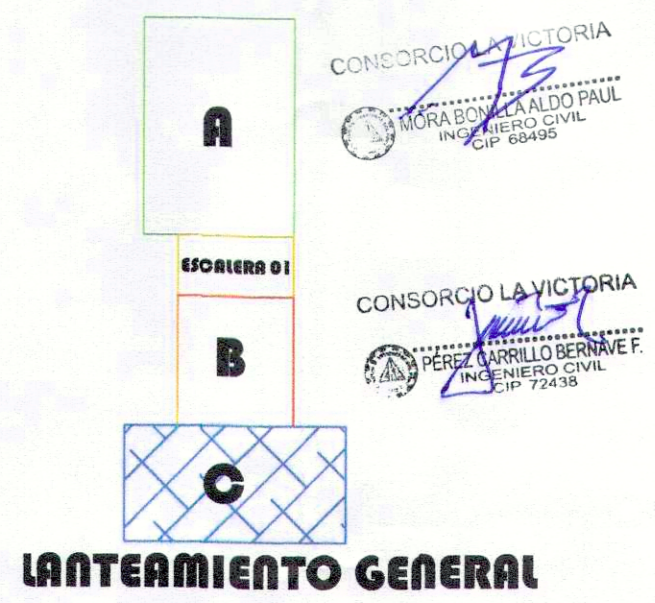 CONSORCIO LA VICTORIA
MORA BONILLA ALDO PAUL
INGENIERO CIVIL
CIP 68495
A
ESCALERA 01
CONSORCIO LA VICTORIA
PEREZ CARRILLO BERNAVE F.
INGENIERO CIVIL
CIP 72438
B
C
LANTEAMIENTO GENERAL